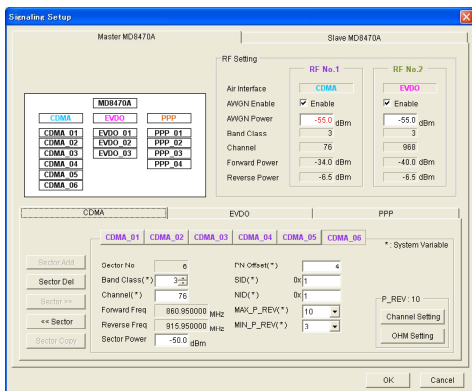 Signaling Setup
Master MD8470A
Slave MD8470A
RF Setting
RF No.1
RF No.2
Air Interface
CDMA
EVDO
AWGN Enable
Enable
Enable
AWGN Power
-55.0 dBm
-55.0 dBm
Band Class
3
3
Channel
76
968
Forward Power
-34.0 dBm
-40.0 dBm
Reverse Power
-6.5 dBm
-6.5 dBm
MD8470A
CDMA
EVDO
PPP
CDMA_01
EVDO_01
PPP_01
CDMA_02
EVDO_02
PPP_02
CDMA_03
EVDO_03
PPP_03
CDMA_04
PPP_04
CDMA_05
CDMA_06
CDMA
EVDO
PPP
CDMA_01
CDMA_02
CDMA_03
CDMA_04
CDMA_05
CDMA_06
* : System Variable
Sector Add
Sector Del
Sector >>
<< Sector
Sector Copy
Sector No
6
Band Class(*)
3
Channel(*)
76
Forward Freq
860.950000 MHz
Reverse Freq
915.950000 MHz
Sector Power
-50.0 dBm
PN Offset(*)
4
SID(*)
0x 1
NID(*)
0x 1
MAX_P_REV(*)
10
MIN_P_REV(*)
3
P_REV : 10
Channel Setting
OHM Setting
OK
Cancel